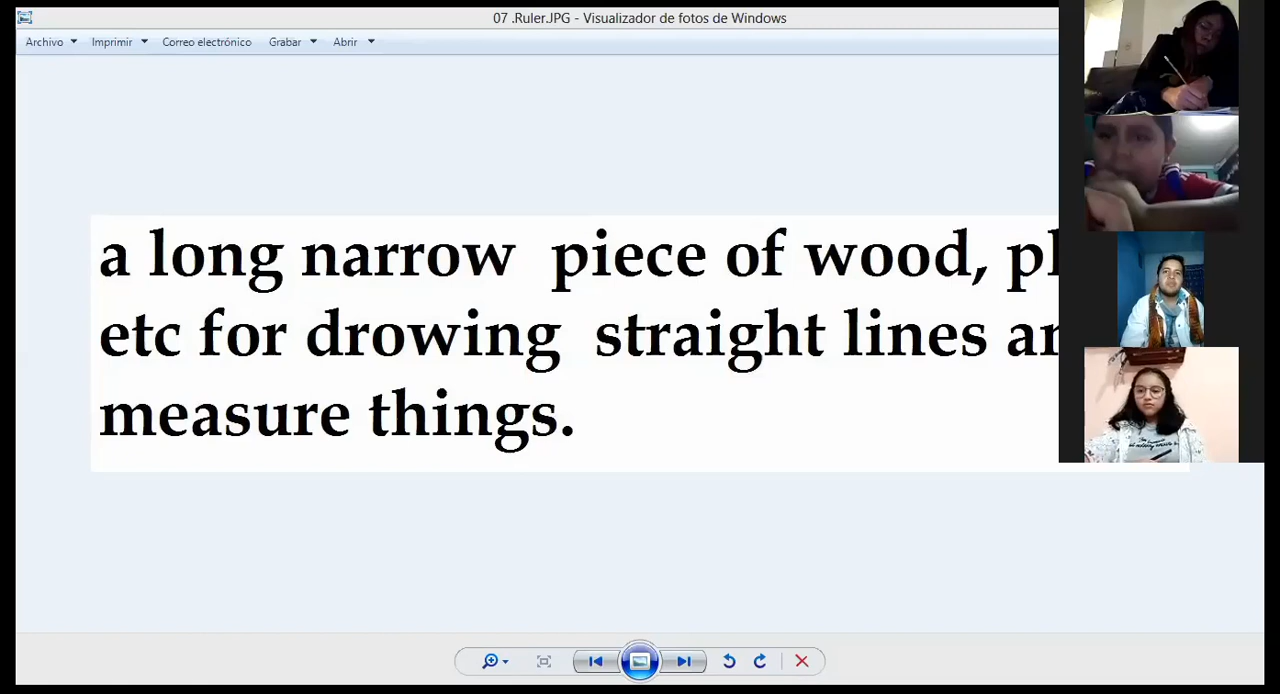 07 .Ruler.JPG - Visualizador de fotos de Windows
Archivo Imprimir Correo electrónico Grabar Abrir
a long narrow piece of wood,
etc for drowing straight lines
measure things.